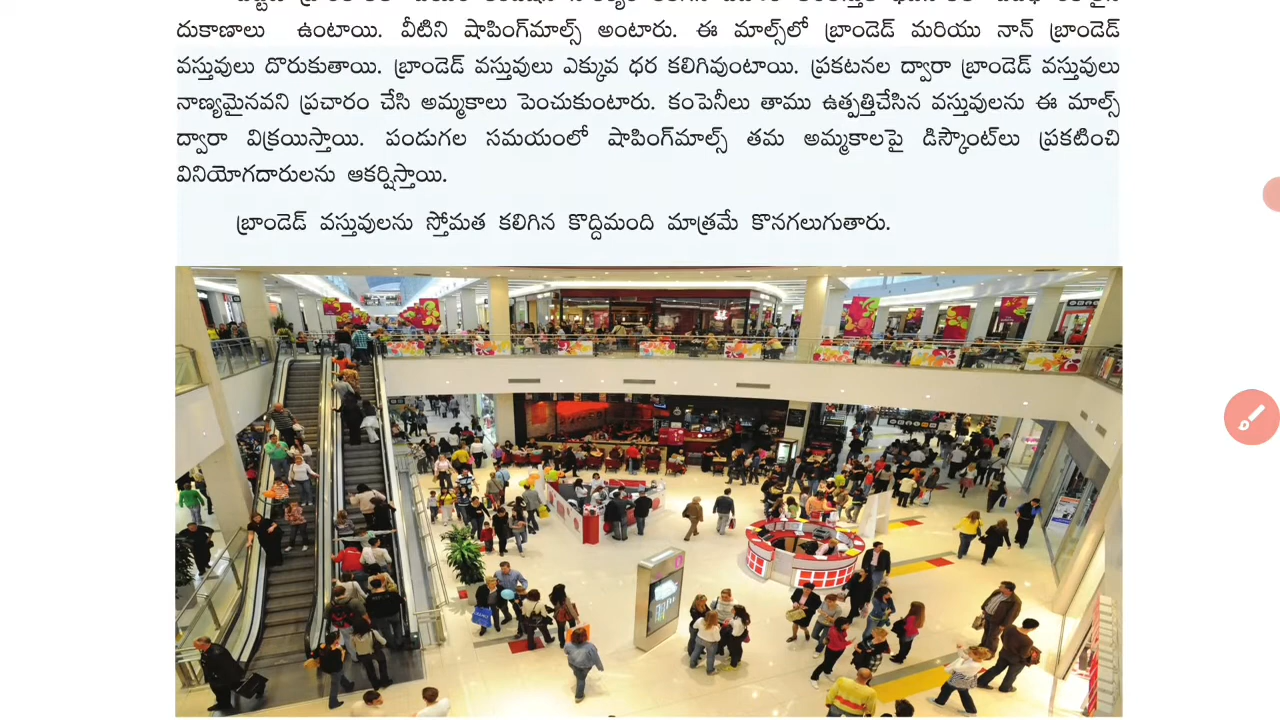 దుకాణాలు ఉంటాయి. వీటిని షాపింగ్‌మాల్స్ అంటారు. ఈ మాల్స్‌లో బ్రాండెడ్ మరియు నాన్ బ్రాండెడ్
వస్తువులు దొరుకుతాయి. బ్రాండెడ్ వస్తువులు ఎక్కువ ధర కలిగివుంటాయి. ప్రకటనల ద్వారా బ్రాండెడ్ వస్తువులు
నాణ్యమైనవని ప్రచారం చేసి అమ్మకాలు పెంచుకుంటారు. కంపెనీలు తాము ఉత్పత్తిచేసిన వస్తువులను ఈ మాల్స్
ద్వారా విక్రయిస్తాయి. పండుగల సమయంలో షాపింగ్‌మాల్స్ తమ అమ్మకాలపై డిస్కౌంట్‌లు ప్రకటించి
వినియోగదారులను ఆకర్షిస్తాయి.
బ్రాండెడ్ వస్తువులను స్తోమత కలిగిన కొద్దిమంది మాత్రమే కొనగలుగుతారు.